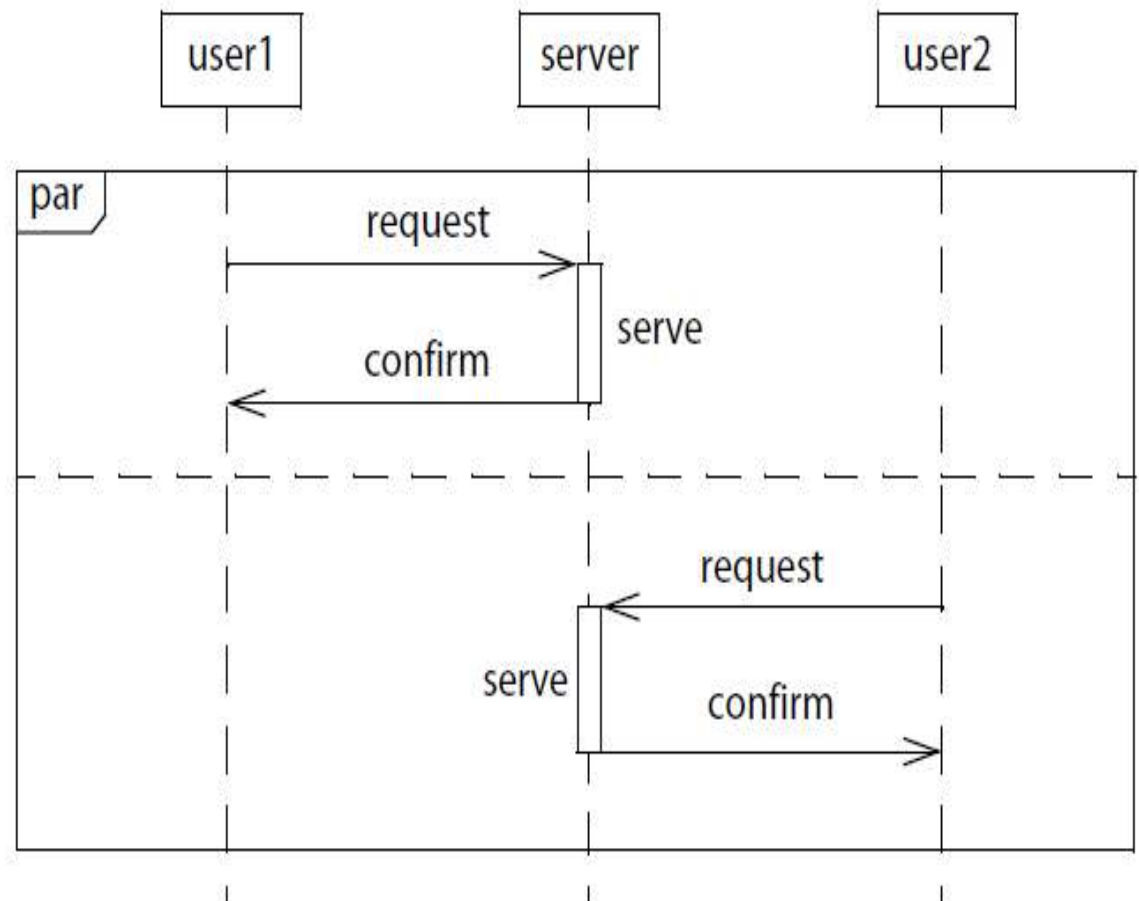 user1
server
user2
par
request
serve
confirm
request
serve
confirm